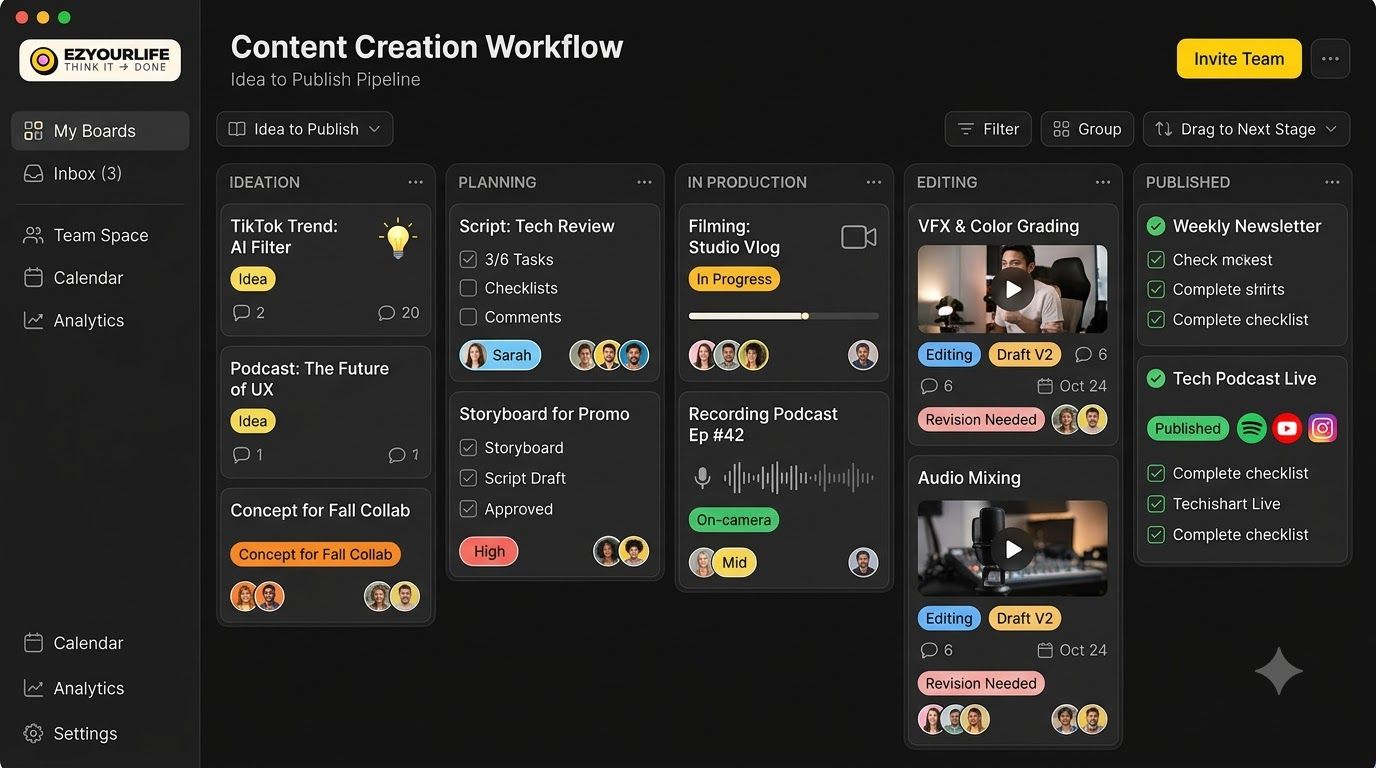 EZYOURLIFE
THINK IT → DONE
My Boards
Inbox (3)
Team Space
Calendar
Analytics
Calendar
Analytics
Settings
Content Creation Workflow
Idea to Publish Pipeline
Invite Team
Idea to Publish
Filter
Group
Drag to Next Stage
IDEATION
TikTok Trend:
AI Filter
Idea
2 20
Podcast: The Future
of UX
Idea
1 1
Concept for Fall Collab
Concept for Fall Collab
PLANNING
Script: Tech Review
3/6 Tasks
Checklists
Comments
Sarah
Storyboard for Promo
Storyboard
Script Draft
Approved
High
IN PRODUCTION
Filming:
Studio Vlog
In Progress
Recording Podcast
Ep #42
On-camera
Mid
EDITING
VFX & Color Grading
Editing Draft V2 6
6 Oct 24
Revision Needed
Audio Mixing
Editing Draft V2
6 Oct 24
Revision Needed
PUBLISHED
Weekly Newsletter
Check
Complete
Complete checklist
Tech Podcast Live
Published
Complete checklist
Techishart Live
Complete checklist